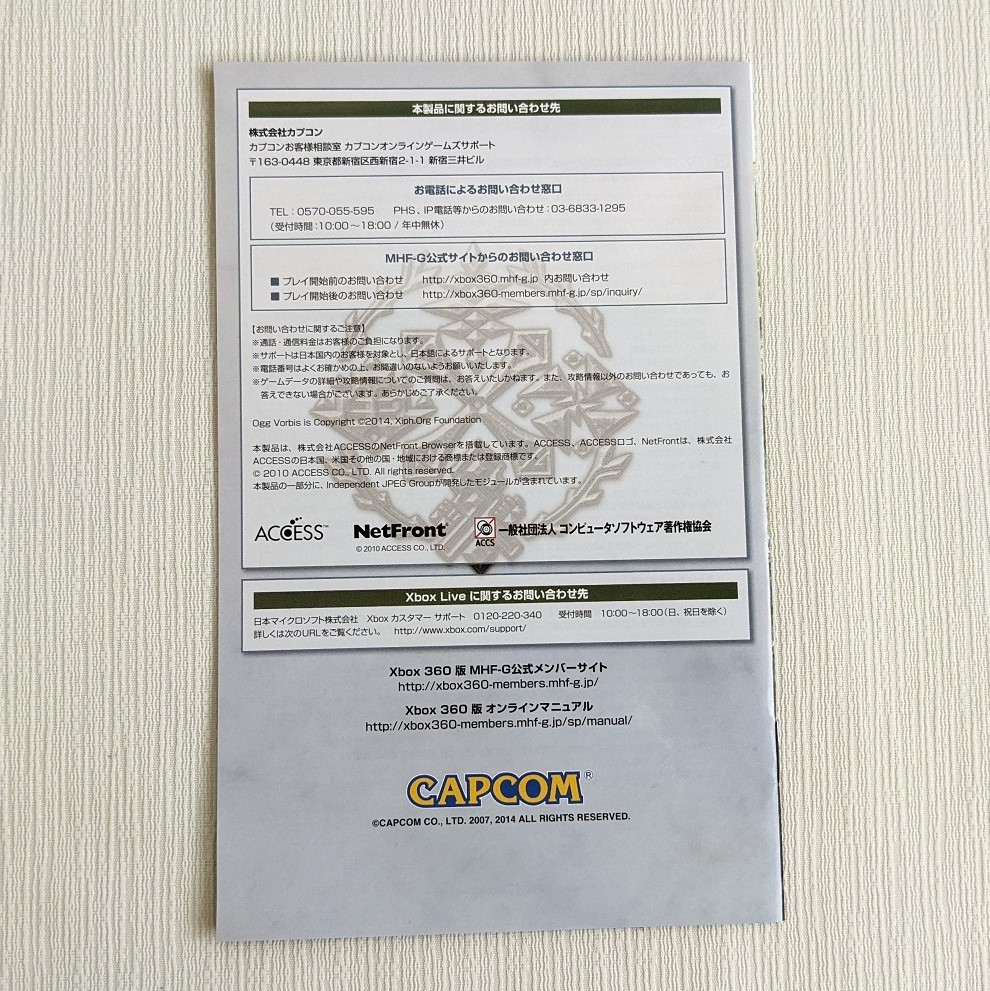 本製品に関するお問い合わせ先
株式会社カプコン
カプコンお客様相談室 カプコンオンラインゲームズサポート
〒163-0448 東京都新宿区西新宿2-1-1 新宿三井ビル
お電話によるお問い合わせ窓口
TEL:0570-055-595 PHS、IP電話等からのお問い合わせ:03-6833-1295
(受付時間:10:00~18:00 / 年中無休)
MHF-G公式サイトからのお問い合わせ窓口
■ プレイ開始前のお問い合わせ http://xbox360.mhf-g.jp 内お問い合わせ
■ プレイ開始後のお問い合わせ http://xbox360-members.mhf-g.jp/sp/inquiry/
【お問い合わせに関するご注意】
※通話・通信料金はお客様のご負担になります。
※サポートは日本国内のお客様を対象とし、日本語によるサポートとなります。
※電話番号はよくお確かめの上、お間違いのないようお願いいたします。
※ゲームデータの詳細や攻略情報についてのご質問は、お答えいたしかねます。また、攻略情報以外のお問い合わせであっても、お
答えできない場合がございます。あらかじめご了承ください。
Ogg Vorbis is Copyright ©2014, Xiph.Org Foundation
本製品は、株式会社ACCESSのNetFront Browserを搭載しています。ACCESS、ACCESSロゴ、NetFrontは、株式会社
ACCESSの日本国、米国その他の国・地域における商標または登録商標です。
© 2010 ACCESS CO., LTD. All rights reserved.
本製品の一部分に、Independent JPEG Groupが開発したモジュールが含まれています。
ACCESS™ NetFront® ACCS 一般社団法人 コンピュータソフトウェア著作権協会
© 2010 ACCESS CO., LTD.
Xbox Live に関するお問い合わせ先
日本マイクロソフト株式会社 Xbox カスタマー サポート 0120-220-340 受付時間 10:00~18:00(日、祝日を除く)
詳しくは次のURLをご覧ください。 http://www.xbox.com/support/
Xbox 360 版 MHF-G公式メンバーサイト
http://xbox360-members.mhf-g.jp/
Xbox 360 版 オンラインマニュアル
http://xbox360-members.mhf-g.jp/sp/manual/
CAPCOM®
©CAPCOM CO., LTD. 2007, 2014 ALL RIGHTS RESERVED.